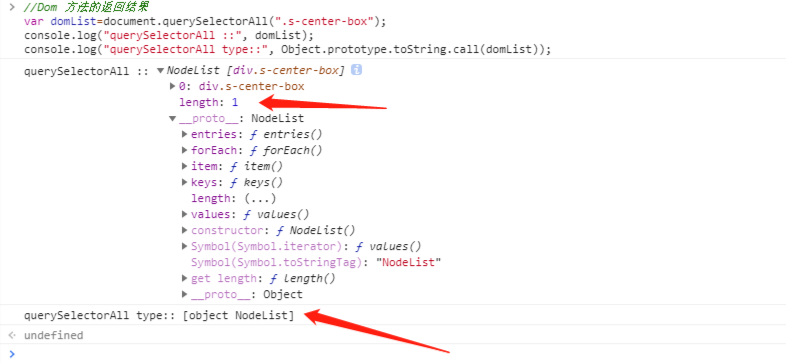 //Dom 方法的返回结果
var domList=document.querySelectorAll(".s-center-box");
console.log("querySelectorAll ::", domList);
console.log("querySelectorAll type::", Object.prototype.toString.call(domList));
querySelectorAll :: ▼NodeList [div.s-center-box] i
▶0: div.s-center-box
length: 1
▼__proto__: NodeList
▶entries: ƒ entries()
▶forEach: ƒ forEach()
▶item: ƒ item()
▶keys: ƒ keys()
length: (...)
▶values: ƒ values()
▶constructor: ƒ NodeList()
▶Symbol(Symbol.iterator): ƒ values()
Symbol(Symbol.toStringTag): "NodeList"
▶get length: ƒ length()
▶__proto__: Object
querySelectorAll type:: [object NodeList]
undefined